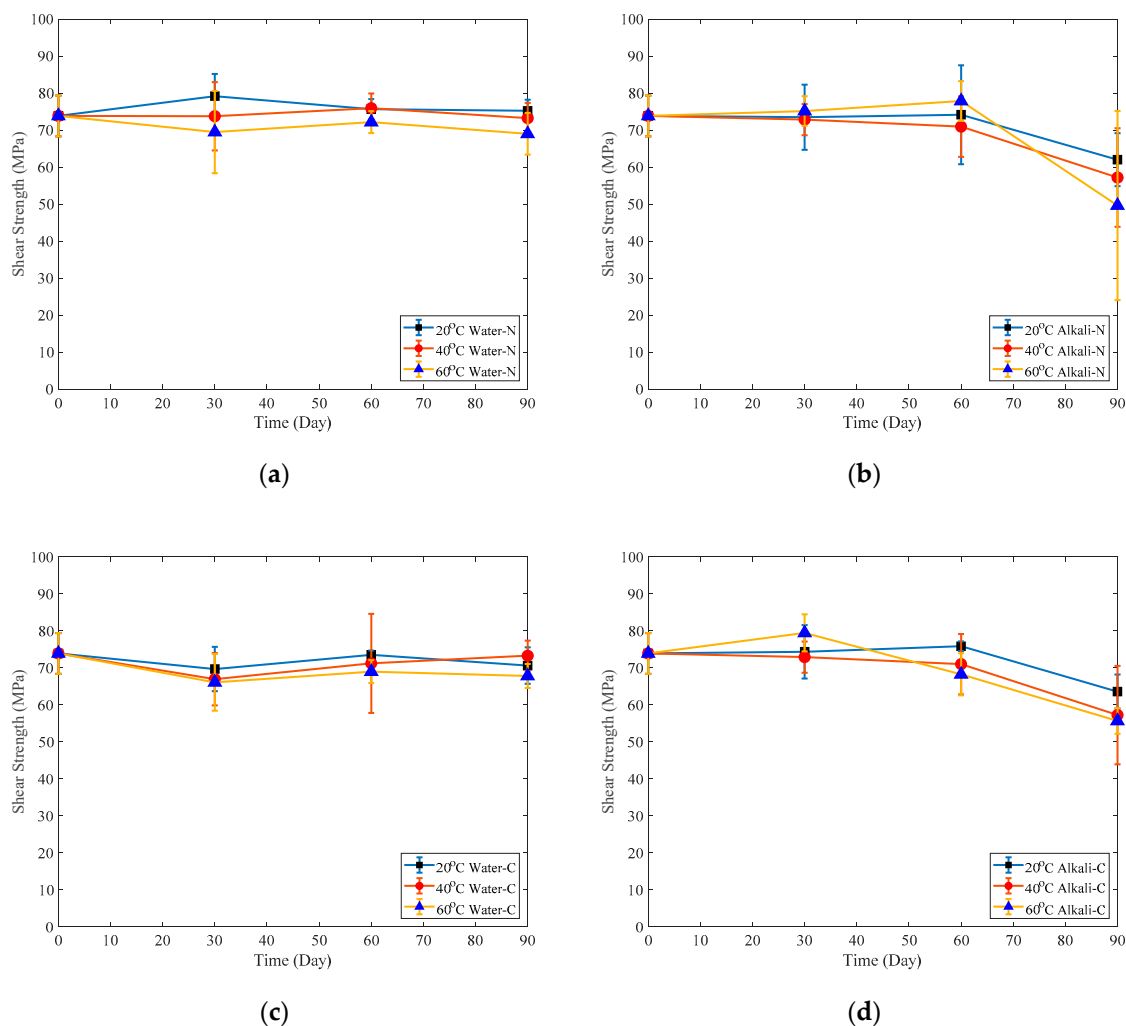 100
90
80
70
60
50
40
30
20
10
0
Shear Strength (MPa)
20°C Water-N
40°C Water-N
60°C Water-N
0 10 20 30 40 50 60 70 80 90
Time (Day)
(a)
100
90
80
70
60
50
40
30
20
10
0
Shear Strength (MPa)
20°C Alkali-N
40°C Alkali-N
60°C Alkali-N
0 10 20 30 40 50 60 70 80 90
Time (Day)
(b)
100
90
80
70
60
50
40
30
20
10
0
Shear Strength (MPa)
20°C Water-C
40°C Water-C
60°C Water-C
0 10 20 30 40 50 60 70 80 90
Time (Day)
(c)
100
90
80
70
60
50
40
30
20
10
0
Shear Strength (MPa)
20°C Alkali-C
40°C Alkali-C
60°C Alkali-C
0 10 20 30 40 50 60 70 80 90
Time (Day)
(d)